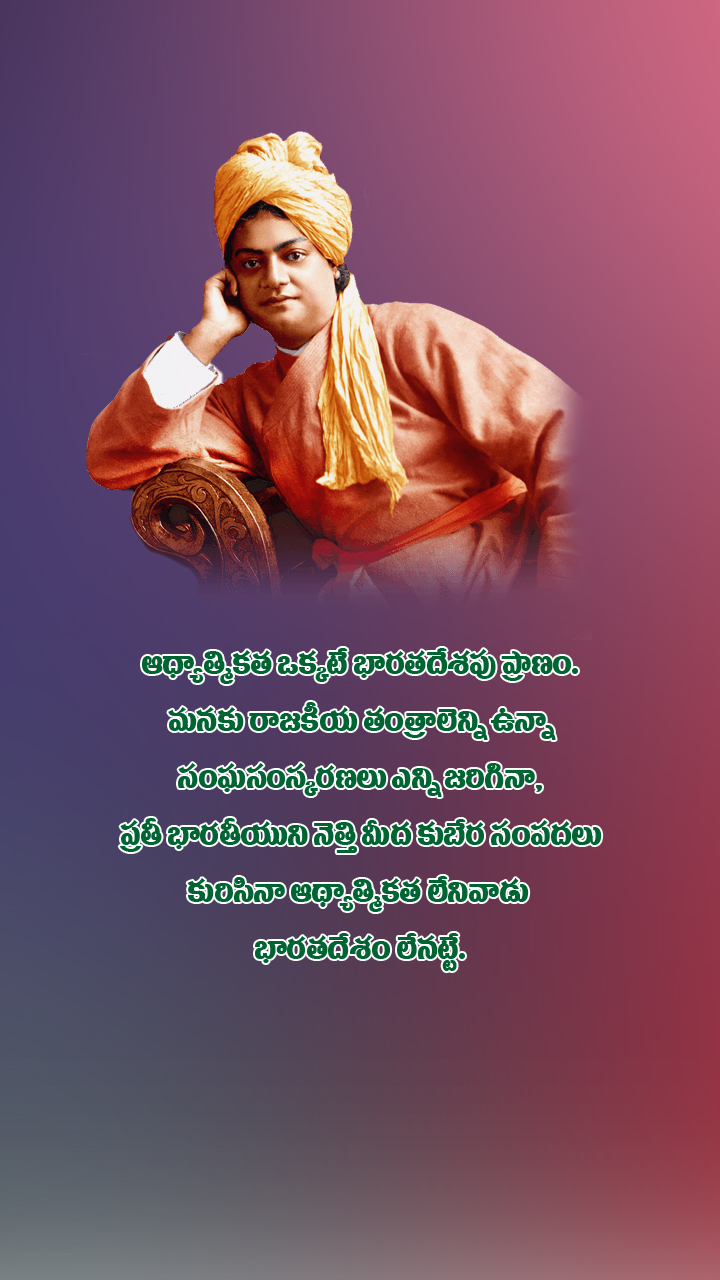 ఆధ్యాత్మికత ఒక్కటే భారతదేశపు ప్రాణం.
మనకు రాజకీయ తంత్రాలెన్ని ఉన్నా
సంఘసంస్కరణలు ఎన్ని జరిగినా,
ప్రతీ భారతీయుని నెత్తి మీద కుబేర సంపదలు
కురిసినా ఆధ్యాత్మికత లేనివాడు
భారతదేశం లేనట్టే.